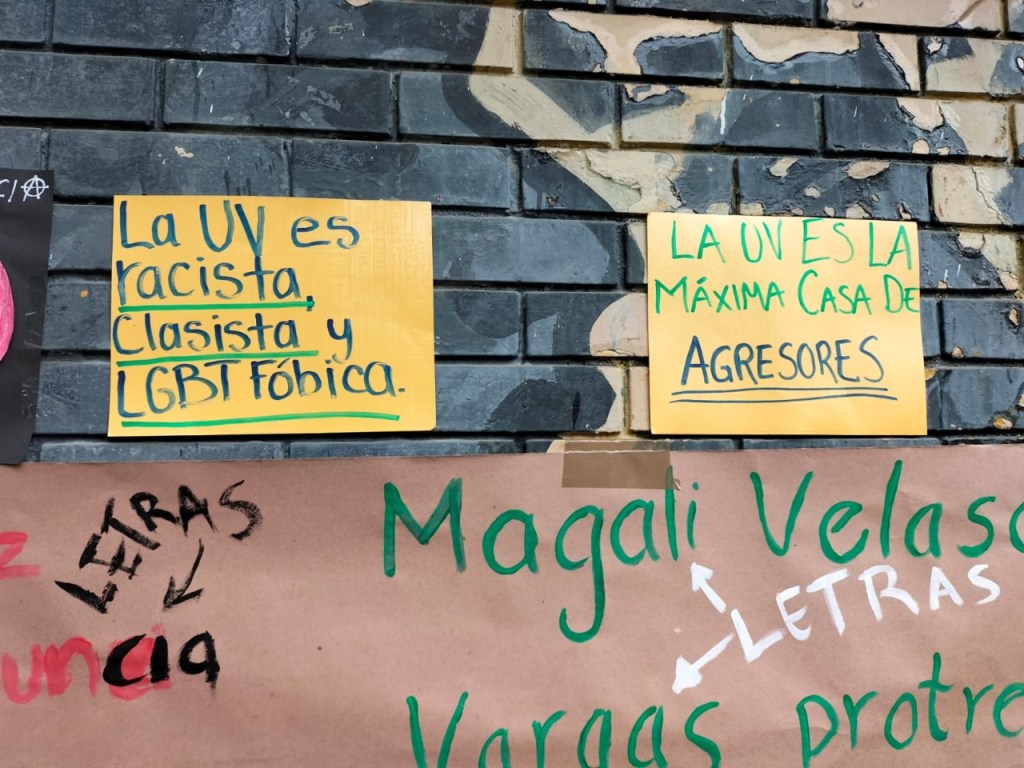 La UV es
racista,
Clasista y
LGBT Fóbica.
LA UV ES LA
MÁXIMA CASA DE
AGRESORES
LETRAS
Magali Velasc
LETRAS
Vargas protre